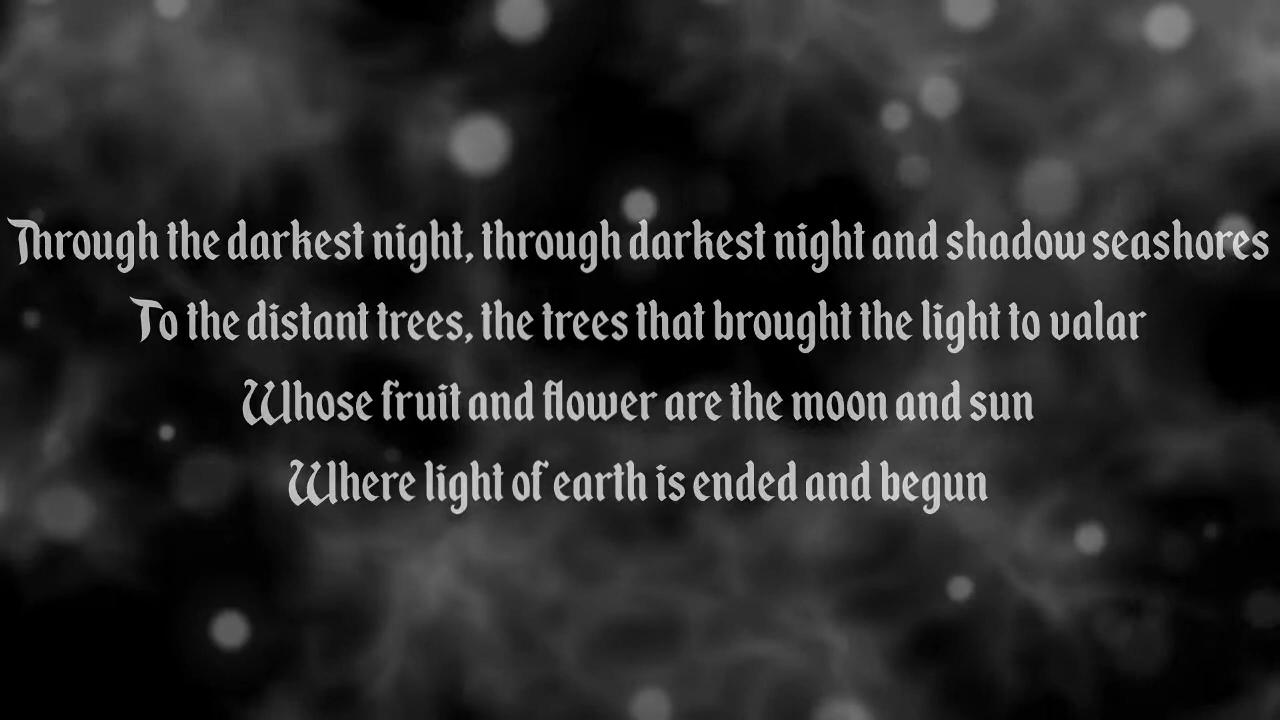 Through the darkest night, through darkest night and shadow seashores
To the distant trees, the trees that brought the light to valar
Whose fruit and flower are the moon and sun
Where light of earth is ended and begun